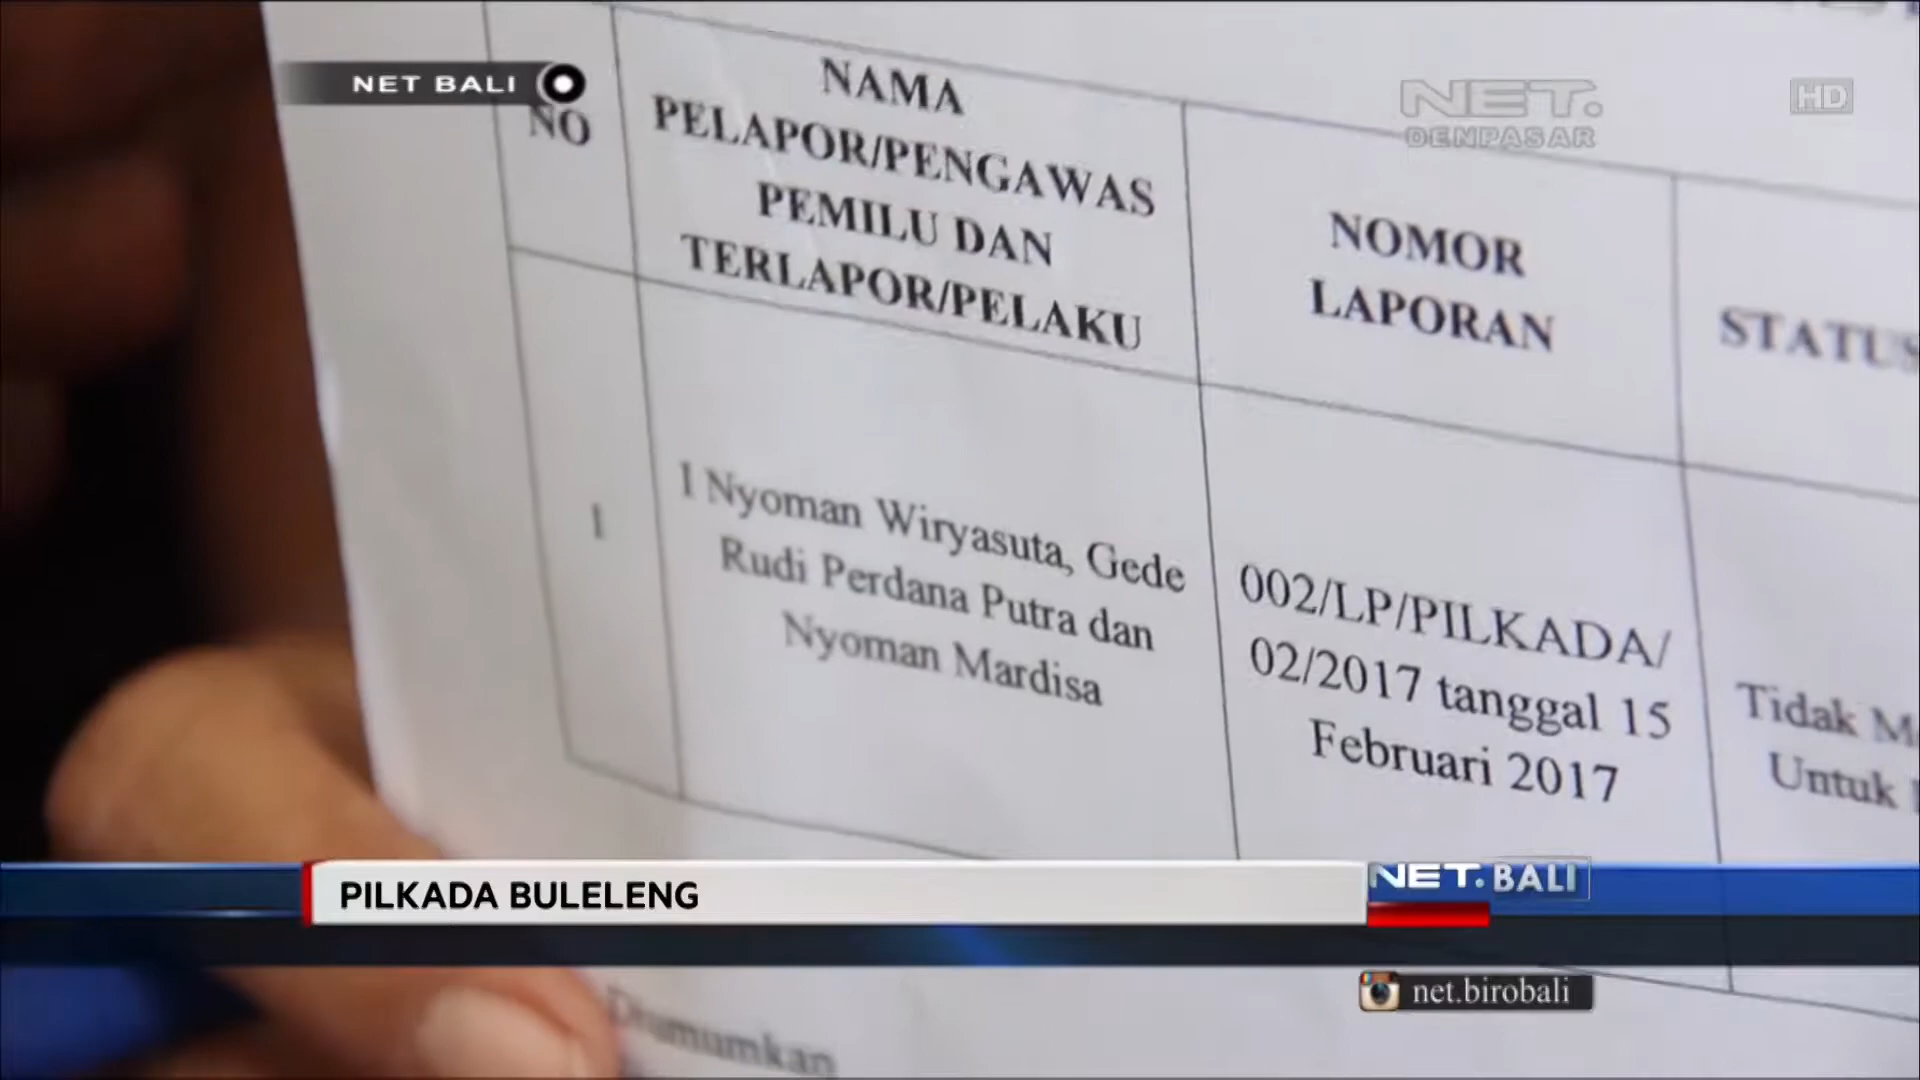 NET BALI
NET.
DENPASAR
HD
NO
NAMA
PELAPOR/PENGAWAS
PEMILU DAN
TERLAPOR/PELAKU
NOMOR
LAPORAN
STATUS
1
I Nyoman Wiryasuta, Gede
Rudi Perdana Putra dan
Nyoman Mardisa
002/LP/PILKADA/
02/2017 tanggal 15
Februari 2017
Tidak
Untuk
PILKADA BULELENG
NET. BALI
net.birobali
Diumumkan